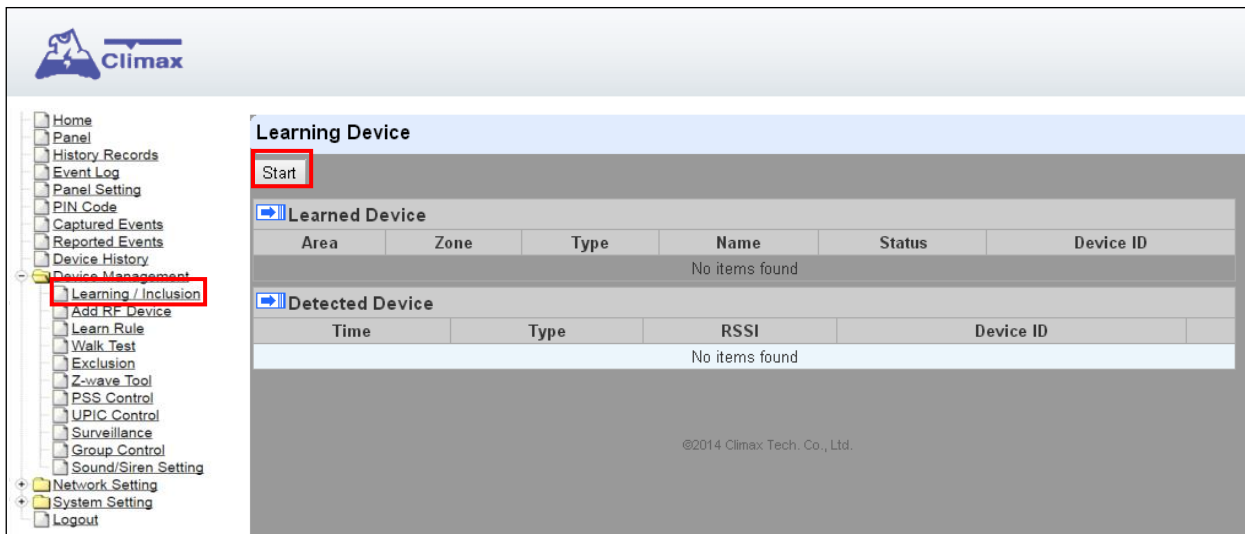 Climax
Home
Panel
History Records
Event Log
Panel Setting
PIN Code
Captured Events
Reported Events
Device History
Device Management
Learning / Inclusion
Add RF Device
Learn Rule
Walk Test
Exclusion
Z-wave Tool
PSS Control
UPIC Control
Surveillance
Group Control
Sound/Siren Setting
Network Setting
System Setting
Logout
Learning Device
Start
Learned Device
Area Zone Type Name Status Device ID
No items found
Detected Device
Time Type RSSI Device ID
No items found
©2014 Climax Tech. Co., Ltd.